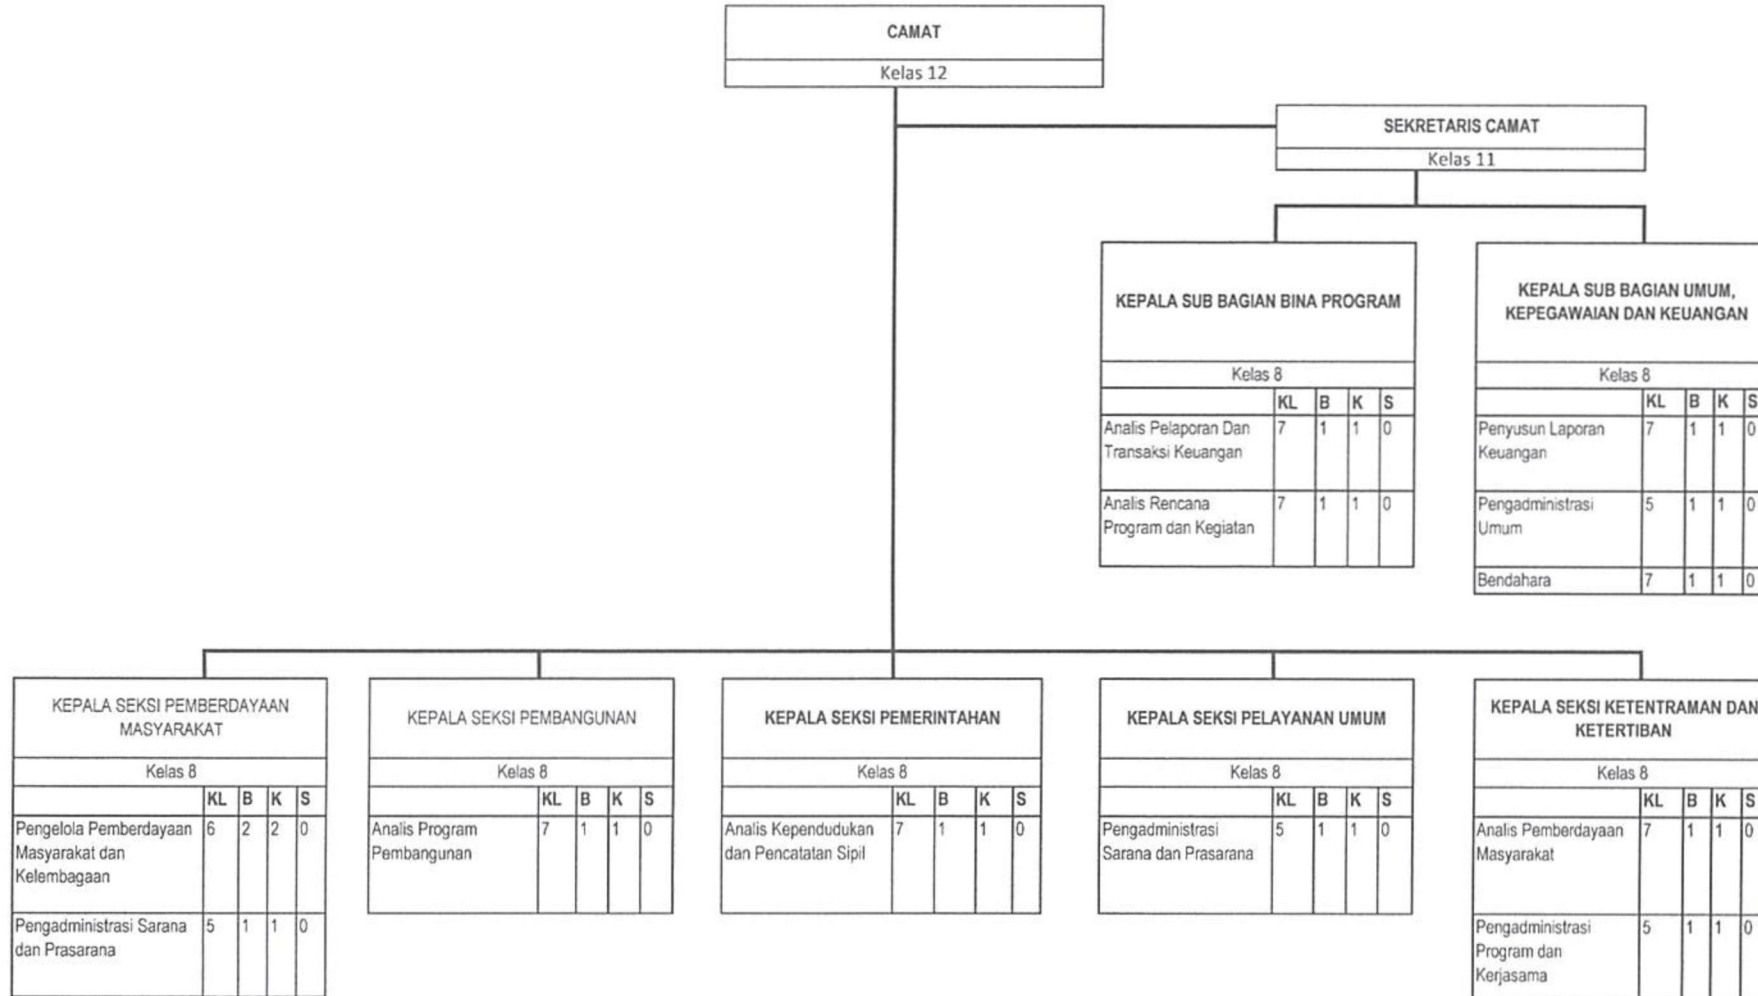 CAMAT
Kelas 12
SEKRETARIS CAMAT
Kelas 11
KEPALA SUB BAGIAN BINA PROGRAM
Kelas 8
KL B K S
Analis Pelaporan Dan 7 1 1 0
Transaksi Keuangan
Analis Rencana 7 1 1 0
Program dan Kegiatan
KEPALA SUB BAGIAN UMUM,
KEPEGAWAIAN DAN KEUANGAN
Kelas 8
KL B K S
Penyusun Laporan 7 1 1 0
Keuangan
Pengadministrasi 5 1 1 0
Umum
Bendahara 7 1 1 0
KEPALA SEKSI PEMBERDAYAAN
MASYARAKAT
Kelas 8
KL B K S
Pengelola Pemberdayaan 6 2 2 0
Masyarakat dan
Kelembagaan
Pengadministrasi Sarana 5 1 1 0
dan Prasarana
KEPALA SEKSI PEMBANGUNAN
Kelas 8
KL B K S
Analis Program 7 1 1 0
Pembangunan
KEPALA SEKSI PEMERINTAHAN
Kelas 8
KL B K S
Analis Kependudukan 7 1 1 0
dan Pencatatan Sipil
KEPALA SEKSI PELAYANAN UMUM
Kelas 8
KL B K S
Pengadministrasi 5 1 1 0
Sarana dan Prasarana
KEPALA SEKSI KETENTRAMAN DAN
KETERTIBAN
Kelas 8
KL B K S
Analis Pemberdayaan 7 1 1 0
Masyarakat
Pengadministrasi 5 1 1 0
Program dan
Kerjasama